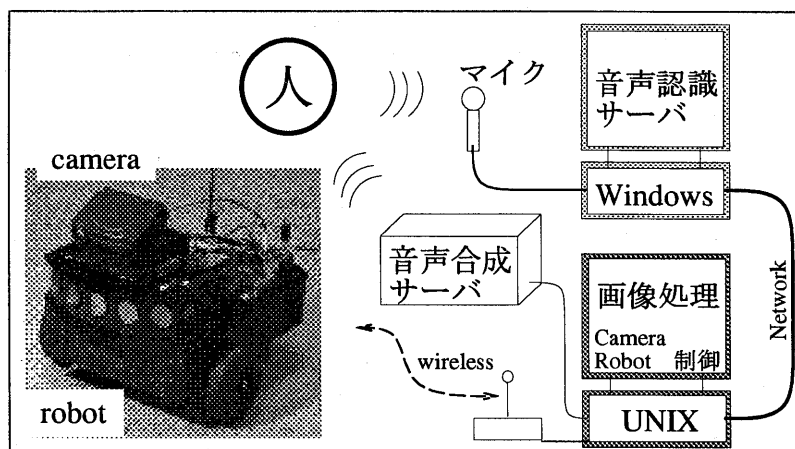 人
マイク
音声認識
サーバ
camera
Windows
音声合成
サーバ
画像処理
Camera
Robot 制御
Network
wireless
robot
UNIX